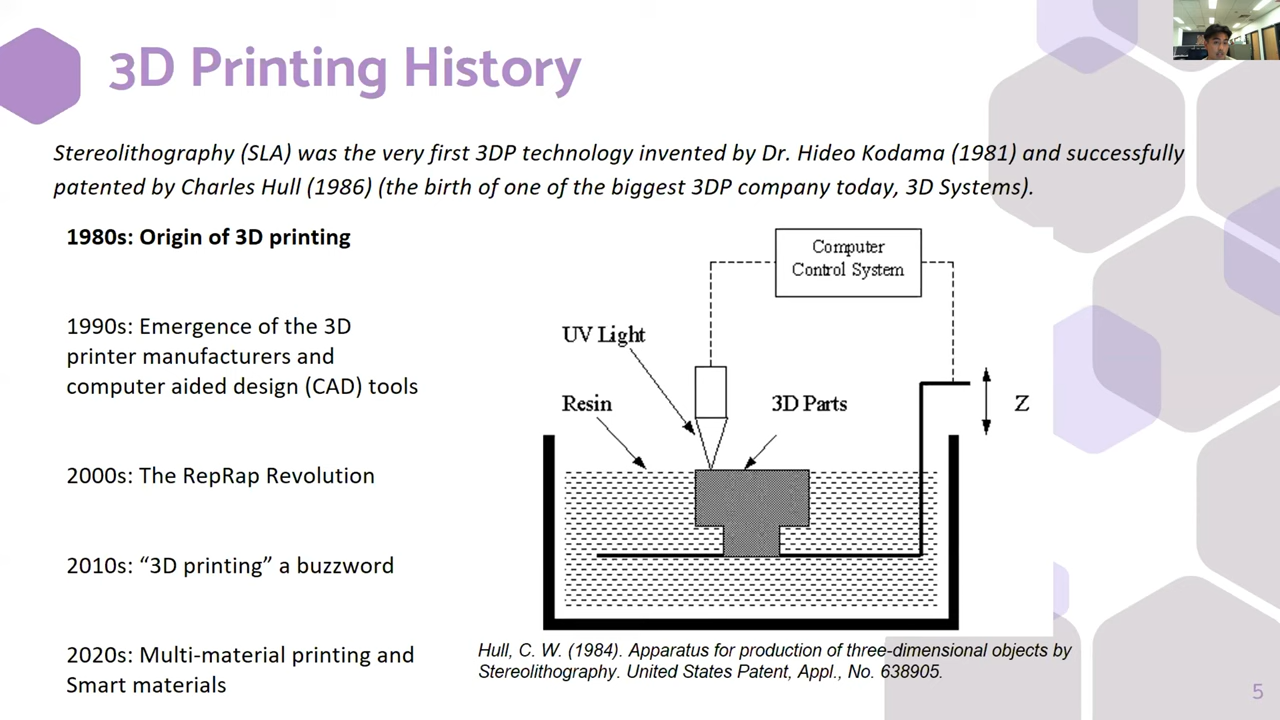 3D Printing History
Stereolithography (SLA) was the very first 3DP technology invented by Dr. Hideo Kodama (1981) and successfully
patented by Charles Hull (1986) (the birth of one of the biggest 3DP company today, 3D Systems).
1980s: Origin of 3D printing
1990s: Emergence of the 3D
printer manufacturers and
computer aided design (CAD) tools
2000s: The RepRap Revolution
2010s: “3D printing” a buzzword
2020s: Multi-material printing and
Smart materials
Computer
Control System
UV Light
Resin
3D Parts
Z
Hull, C. W. (1984). Apparatus for production of three-dimensional objects by
Stereolithography. United States Patent, Appl., No. 638905.
5